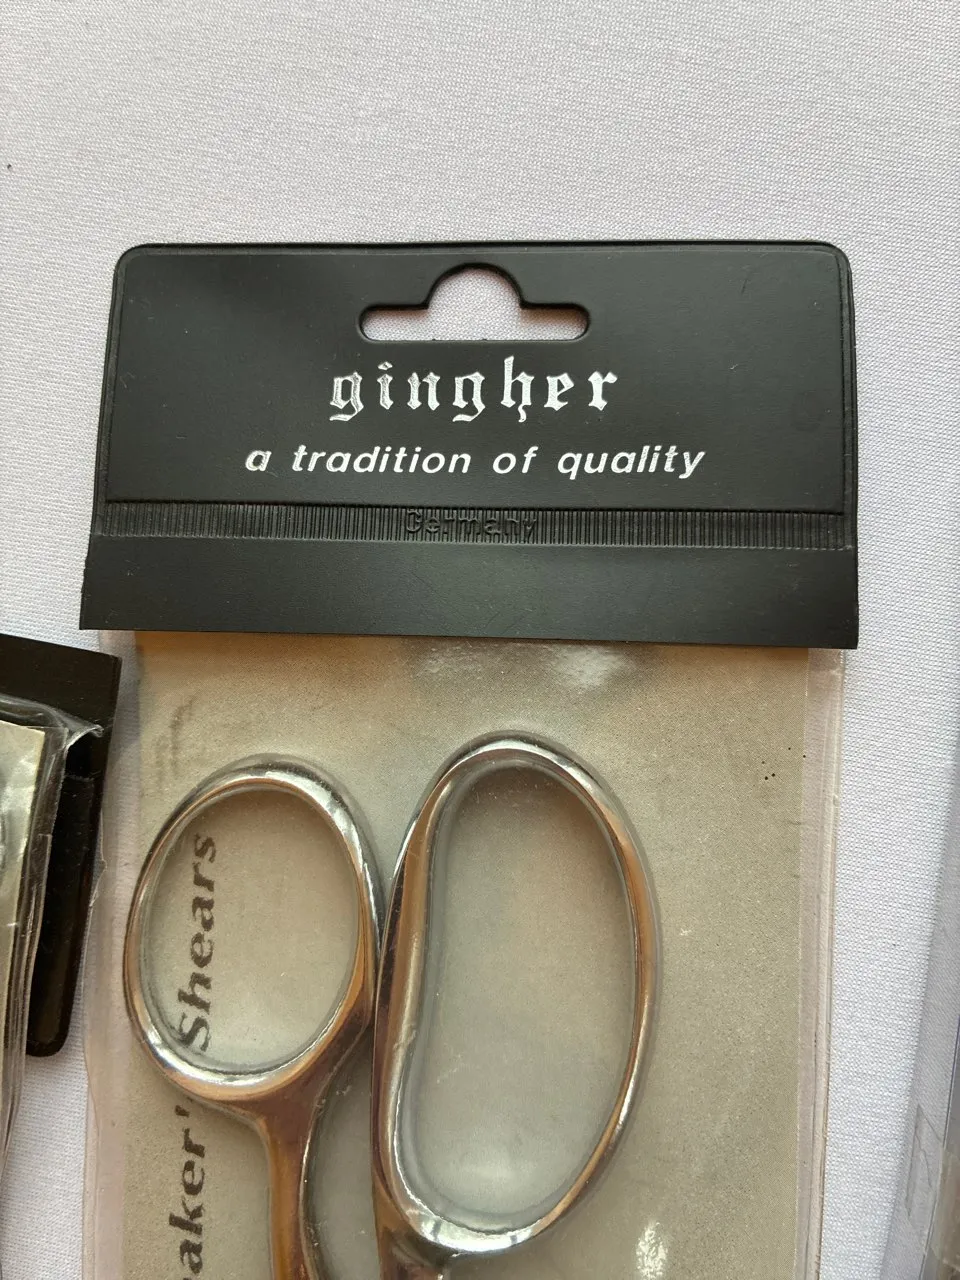 gingher
a tradition of quality
Germany
aker's Shears